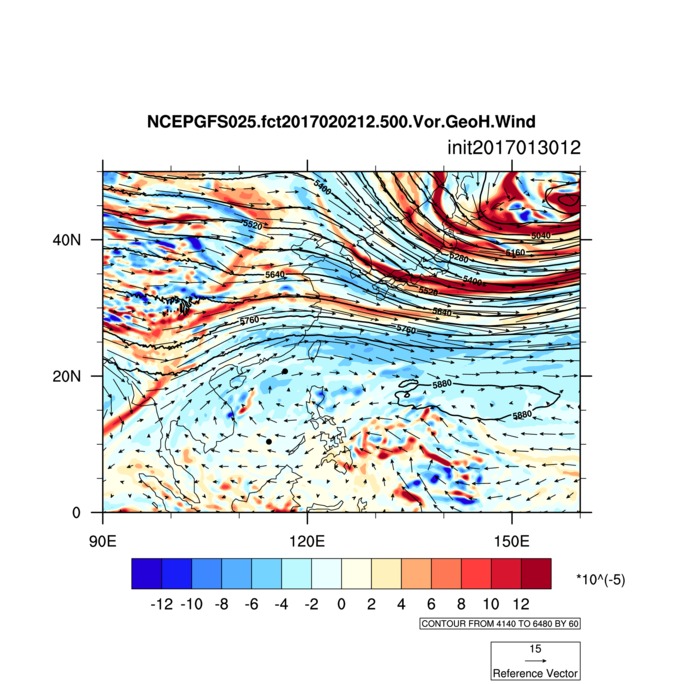 NCEPGFS025.fct2017020212.500.Vor.GeoH.Wind
init2017013012
5400
5520
40N
5040
5160
5280
5640
5400
5520
5640
5760
5760
20N
5880
5880
0
90E 120E 150E
-12 -10 -8 -6 -4 -2 0 2 4 6 8 10 12
*10^(-5)
CONTOUR FROM 4140 TO 6480 BY 60
15
Reference Vector